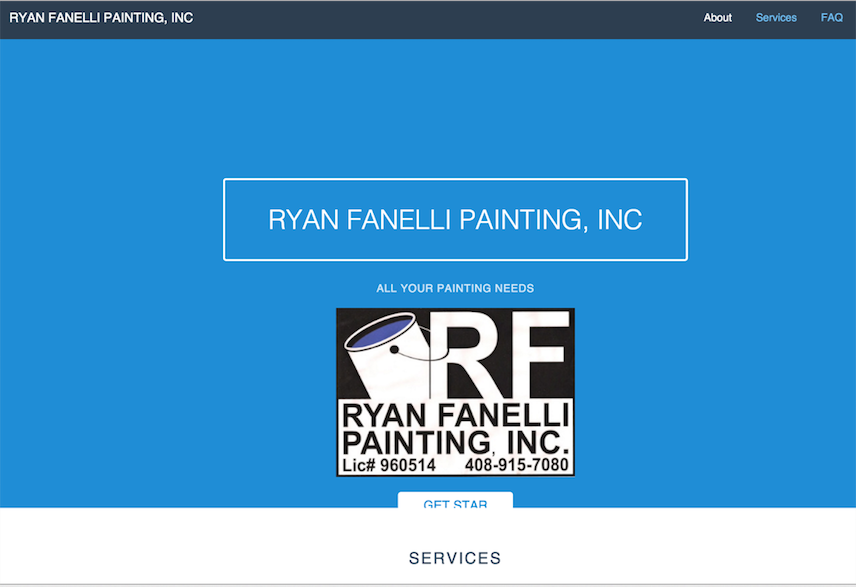 RYAN FANELLI PAINTING, INC
About Services FAQ
RYAN FANELLI PAINTING, INC
ALL YOUR PAINTING NEEDS
RF
RYAN FANELLI
PAINTING, INC.
Lic# 960514 408-915-7080
GET STAR
SERVICES